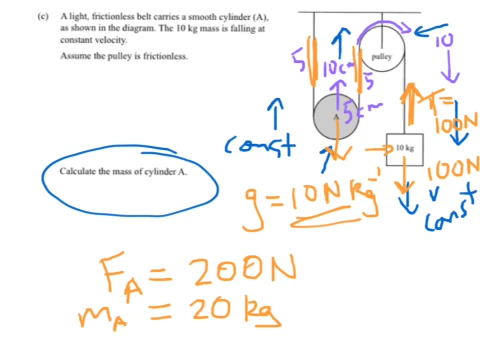 (c) A light, frictionless belt carries a smooth cylinder (A),
as shown in the diagram. The 10 kg mass is falling at
constant velocity.
Assume the pulley is frictionless.
pulley
10
5
10cm
5
5cm
A
T=
100N
const
10 kg
100N
v
const
Calculate the mass of cylinder A.
g=10Nkg⁻¹
F_A = 200N
m_A = 20 kg